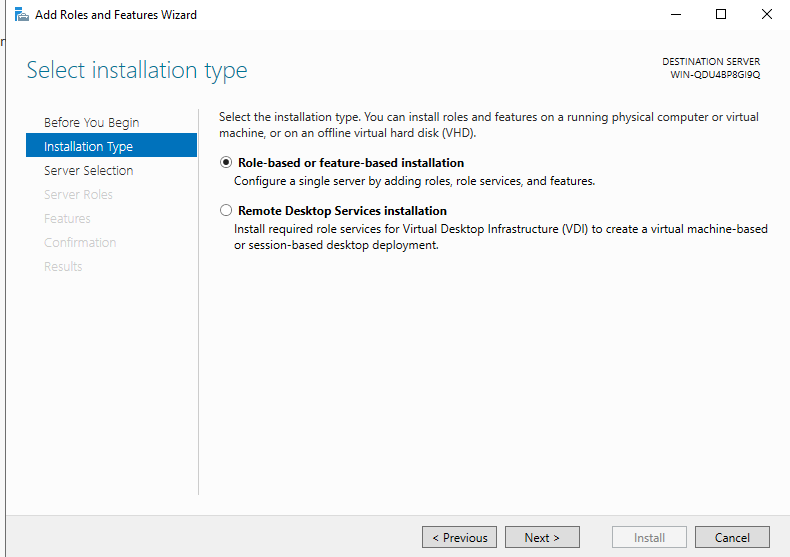 Add Roles and Features Wizard
Select installation type
DESTINATION SERVER
WIN-QDU4BP8GI9Q
Before You Begin
Installation Type
Server Selection
Server Roles
Features
Confirmation
Results
Select the installation type. You can install roles and features on a running physical computer or virtual
machine, or on an offline virtual hard disk (VHD).
Role-based or feature-based installation
Configure a single server by adding roles, role services, and features.
Remote Desktop Services installation
Install required role services for Virtual Desktop Infrastructure (VDI) to create a virtual machine-based
or session-based desktop deployment.
< Previous
Next >
Install
Cancel